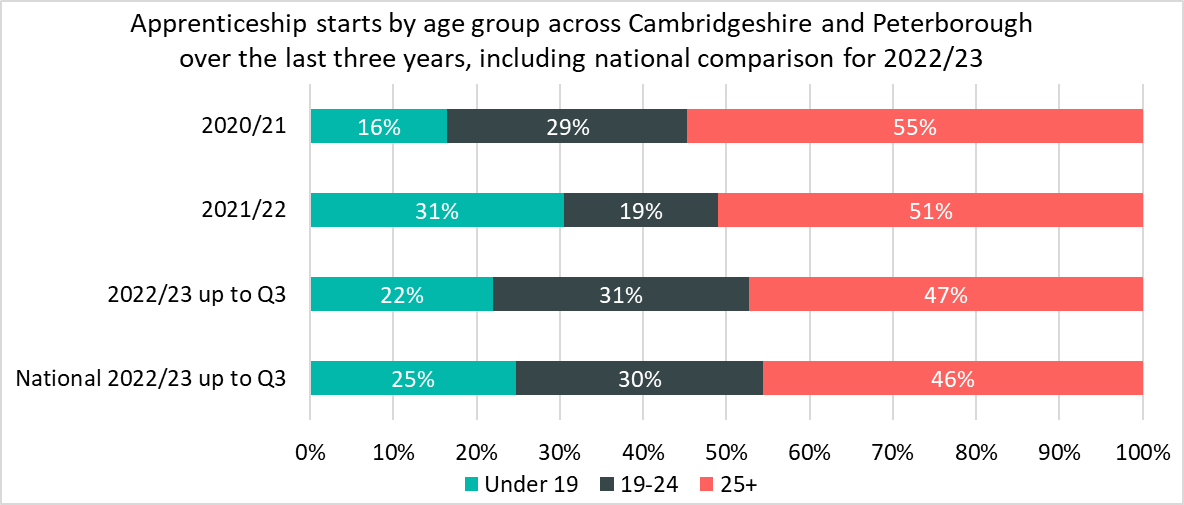 Apprenticeship starts by age group across Cambridgeshire and Peterborough
over the last three years, including national comparison for 2022/23
2020/21 16% 29% 55%
2021/22 31% 19% 51%
2022/23 up to Q3 22% 31% 47%
National 2022/23 up to Q3 25% 30% 46%
0% 10% 20% 30% 40% 50% 60% 70% 80% 90% 100%
Under 19 19-24 25+